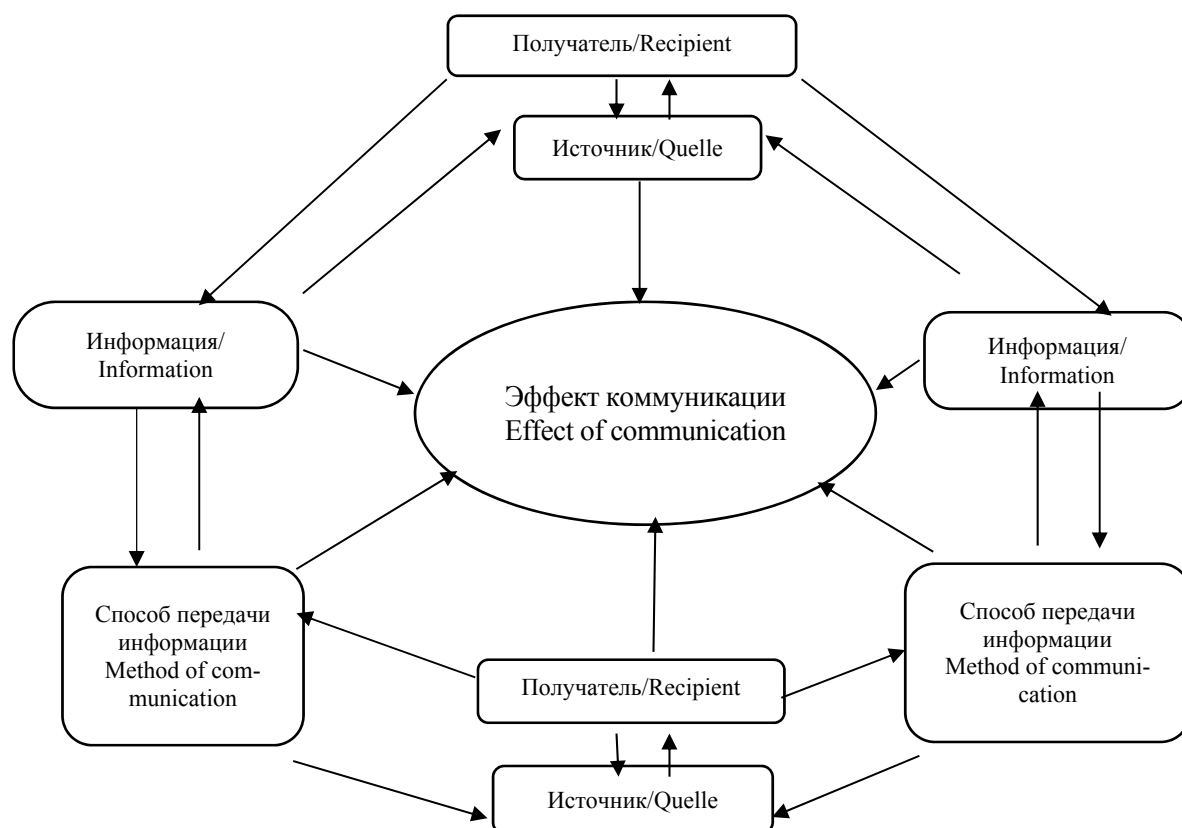 Получатель/Recipient
Источник/Quelle
Информация/
Information
Информация/
Information
Эффект коммуникации
Effect of communication
Способ передачи
информации
Method of com-
munication
Способ передачи
информации
Method of communi-
cation
Получатель/Recipient
Источник/Quelle